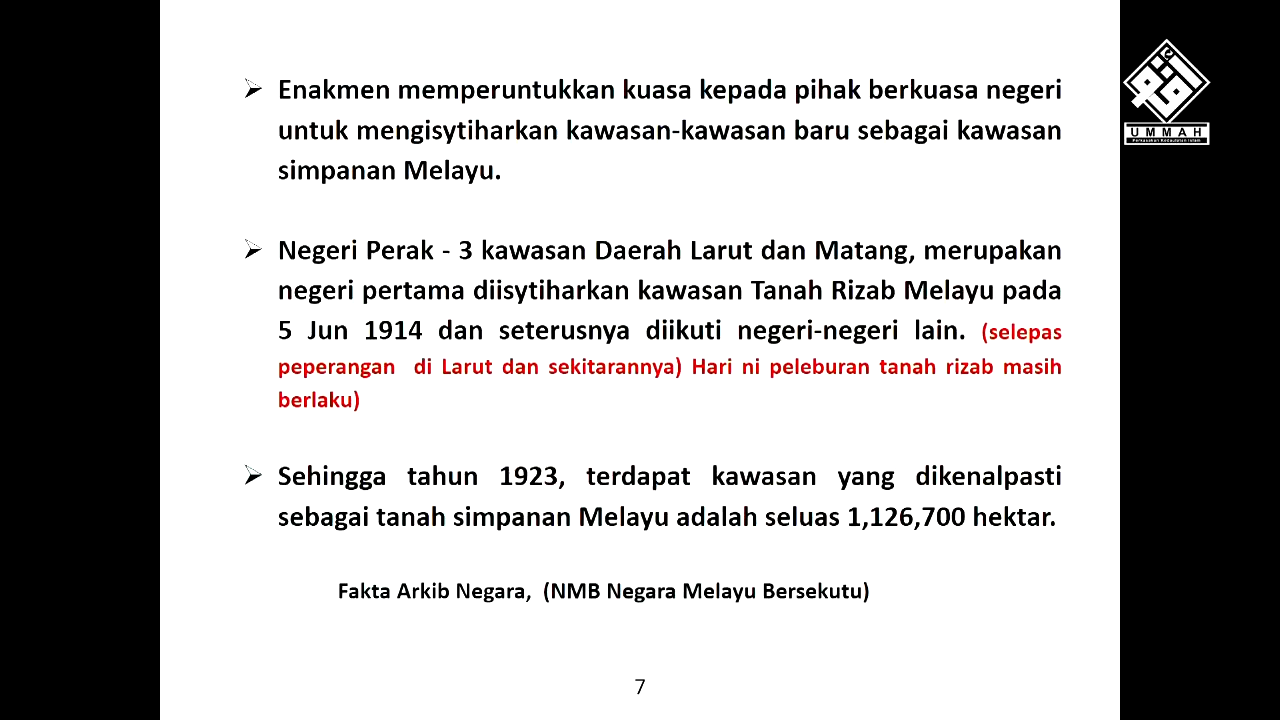 Enakmen memperuntukkan kuasa kepada pihak berkuasa negeri
untuk mengisytiharkan kawasan-kawasan baru sebagai kawasan
simpanan Melayu.
Negeri Perak - 3 kawasan Daerah Larut dan Matang, merupakan
negeri pertama diisytiharkan kawasan Tanah Rizab Melayu pada
5 Jun 1914 dan seterusnya diikuti negeri-negeri lain. (selepas
peperangan di Larut dan sekitarannya) Hari ni peleburan tanah rizab masih
berlaku)
Sehingga tahun 1923, terdapat kawasan yang dikenalpasti
sebagai tanah simpanan Melayu adalah seluas 1,126,700 hektar.
Fakta Arkib Negara, (NMB Negara Melayu Bersekutu)
7
UMMAH